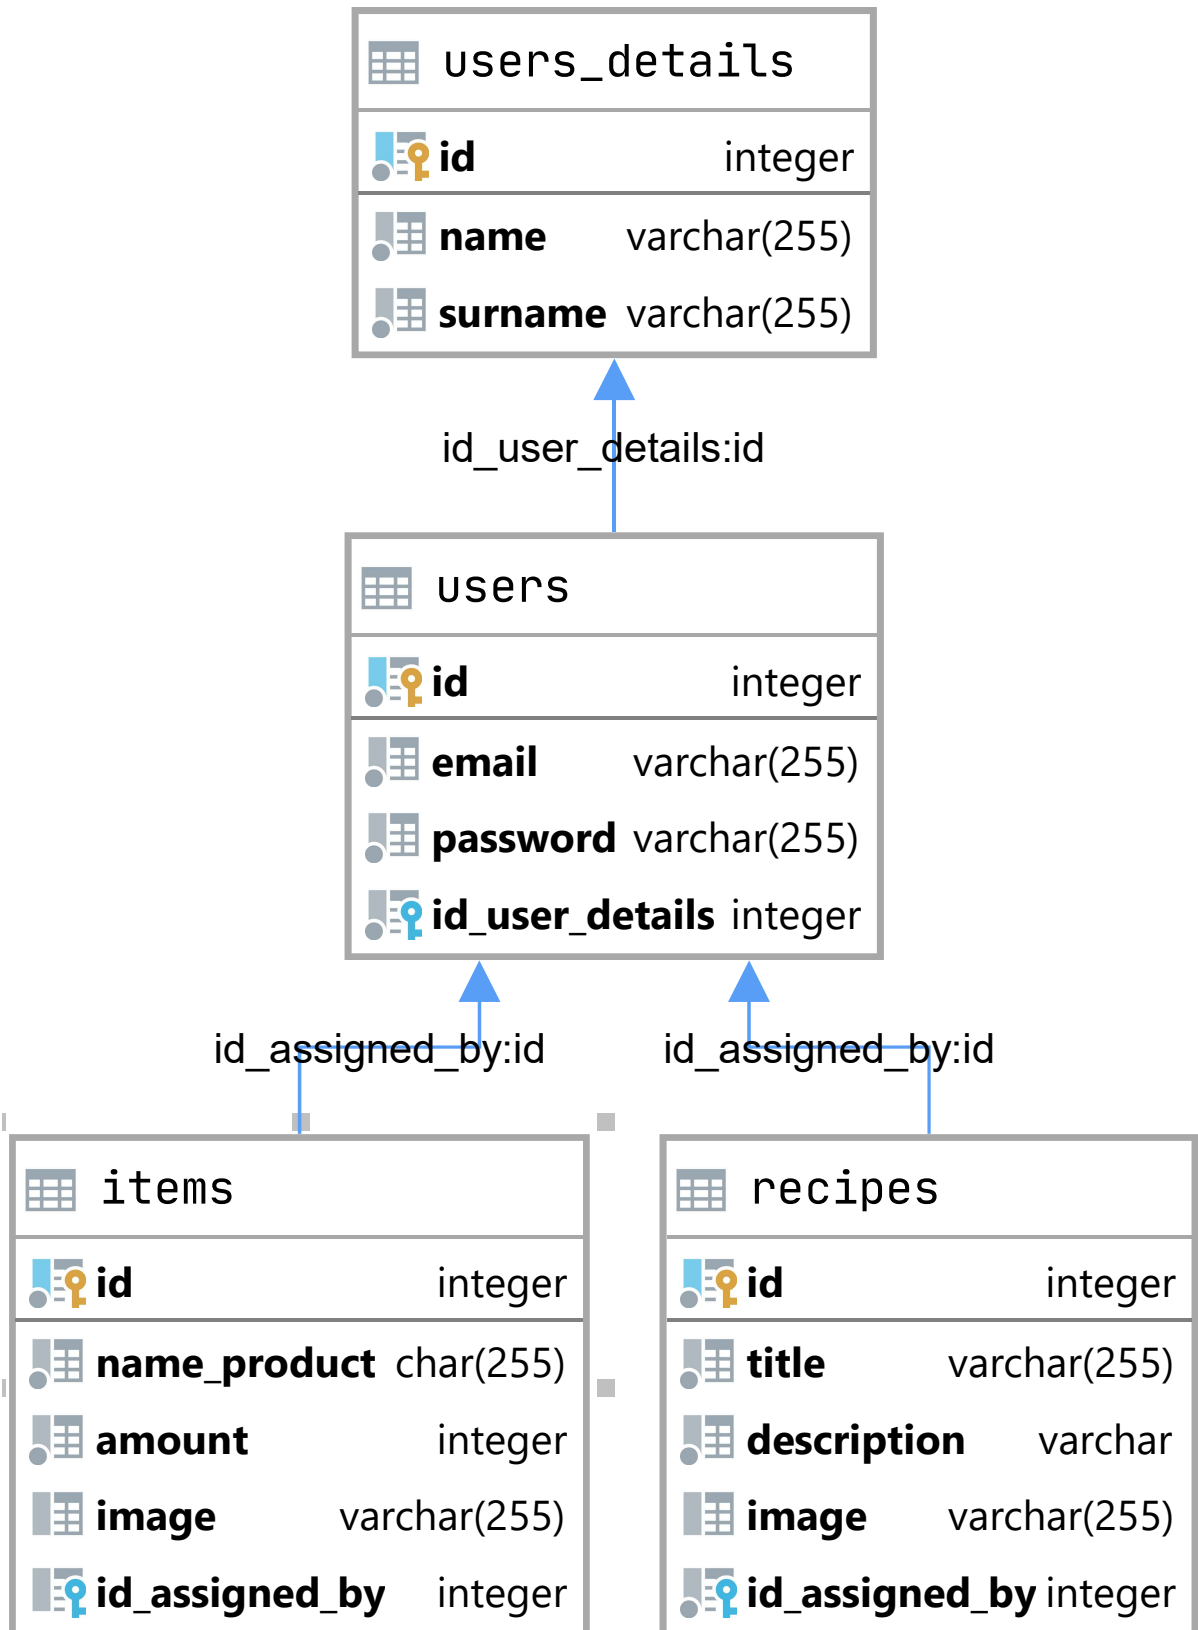 users_details
id integer
name varchar(255)
surname varchar(255)
id_user_details:id
users
id integer
email varchar(255)
password varchar(255)
id_user_details integer
id_assigned_by:id
id_assigned_by:id
items
id integer
name_product char(255)
amount integer
image varchar(255)
id_assigned_by integer
recipes
id integer
title varchar(255)
description varchar
image varchar(255)
id_assigned_by integer